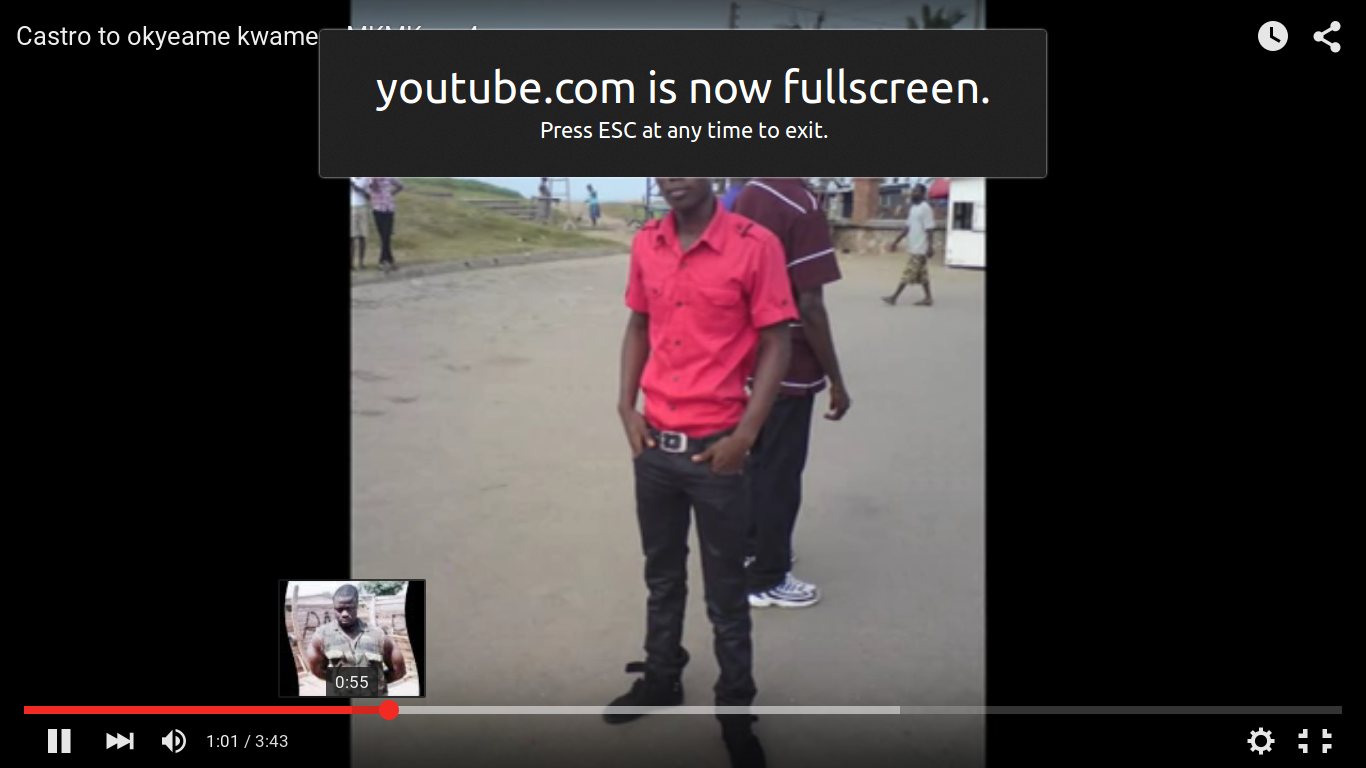 Castro to okyeame kwame
youtube.com is now fullscreen.
Press ESC at any time to exit.
0:55
1:01 / 3:43